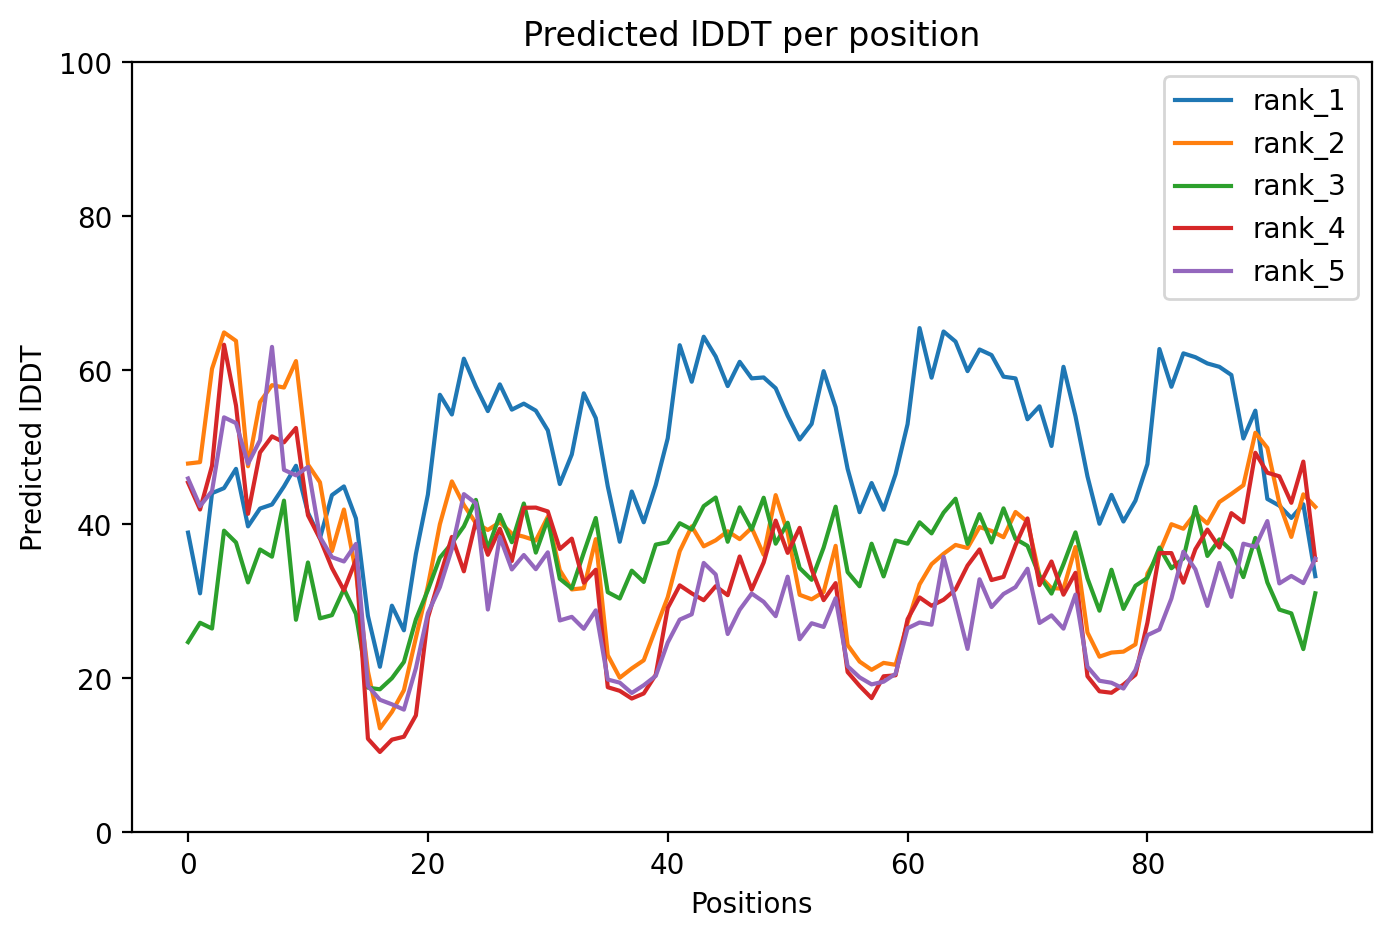 Predicted lDDT per position
100
80
60
40
20
0
Predicted lDDT
0 20 40 60 80
Positions
rank_1
rank_2
rank_3
rank_4
rank_5